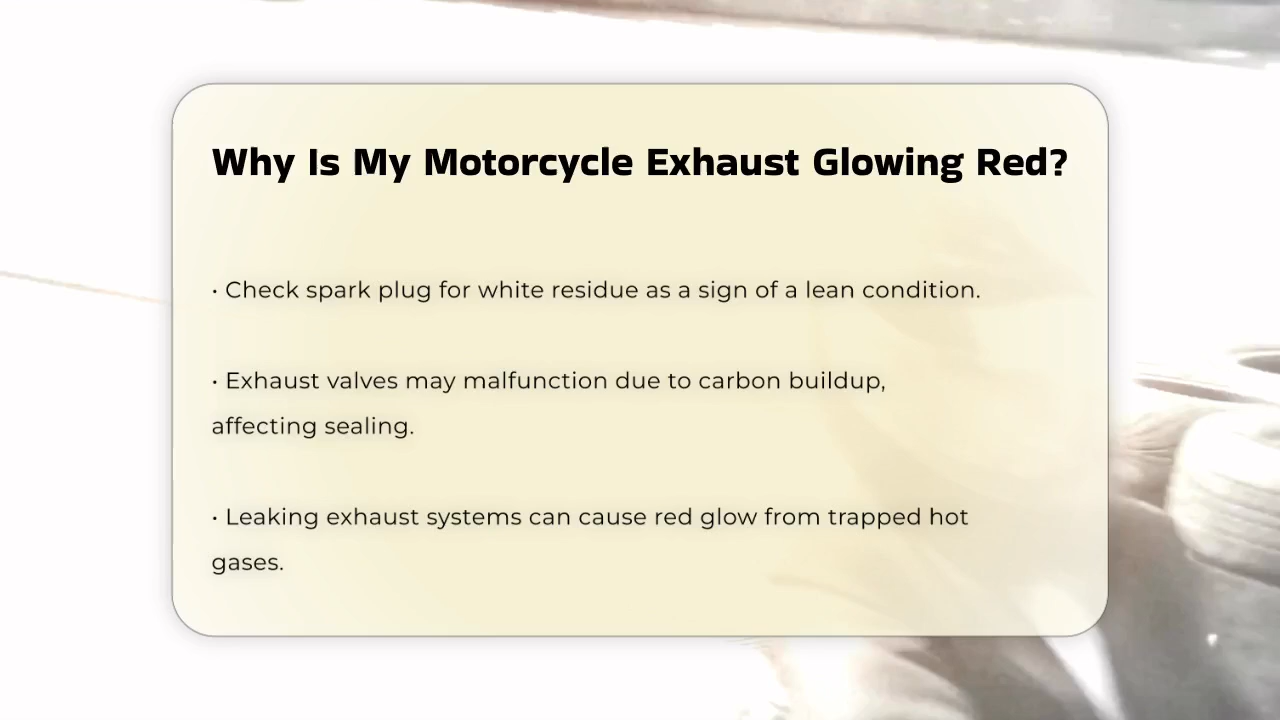 Why Is My Motorcycle Exhaust Glowing Red?
· Check spark plug for white residue as a sign of a lean condition.
· Exhaust valves may malfunction due to carbon buildup,
affecting sealing.
· Leaking exhaust systems can cause red glow from trapped hot
gases.